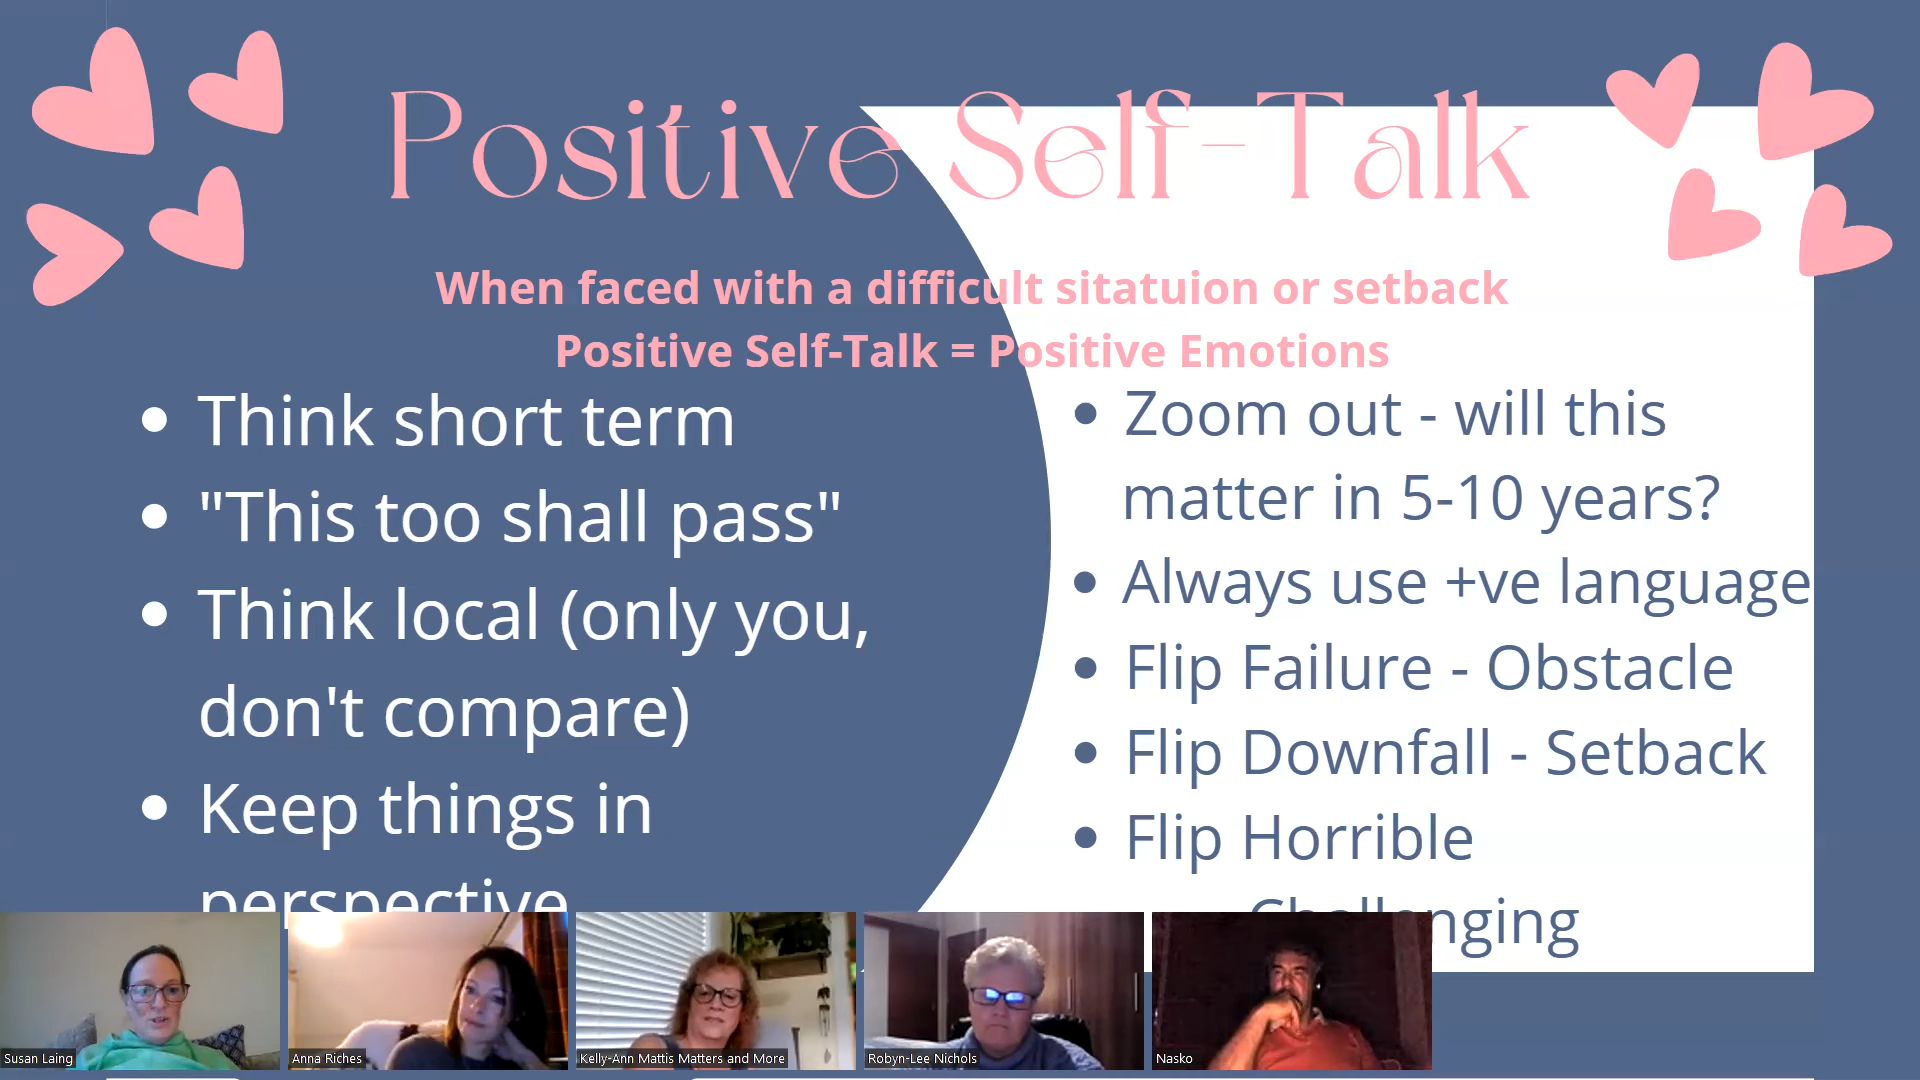 Positive Self-Talk
When faced with a difficult sitatuion or setback
Positive Self-Talk = Positive Emotions
• Think short term
• "This too shall pass"
• Think local (only you,
don't compare)
• Keep things in
perspective
• Zoom out - will this
matter in 5-10 years?
• Always use +ve language
• Flip Failure - Obstacle
• Flip Downfall - Setback
• Flip Horrible
Challenging
Susan Laing
Anna Riches
Kelly-Ann Mattis Matters and More
Robyn-Lee Nichols
Nasko